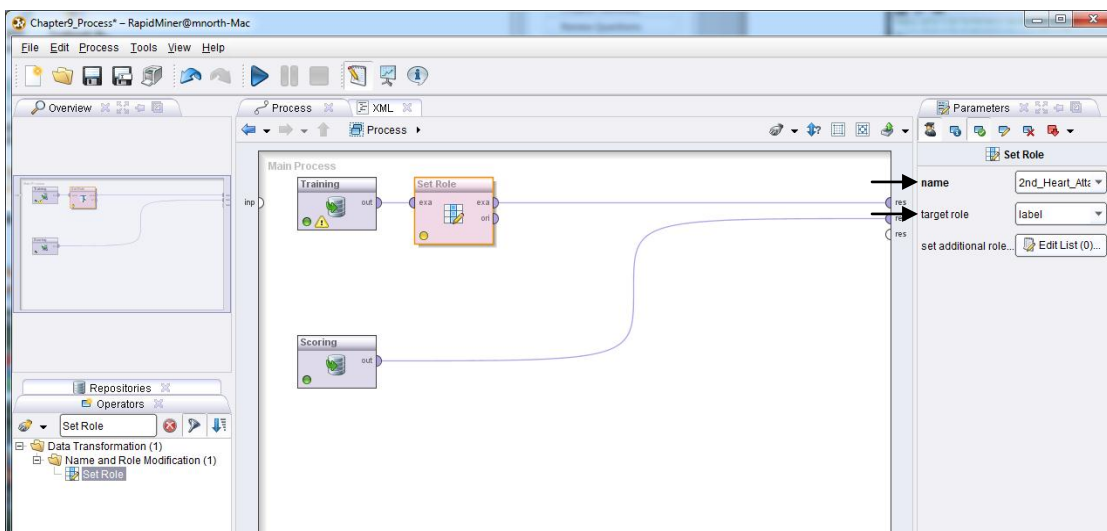 Chapter9_Process* – RapidMiner@mnorth-Mac
File Edit Process Tools View Help
Overview
Process
XML
Parameters
Process
Set Role
Main Process
Training
out
Set Role
exa
exa
ori
inp
res
res
res
name
2nd_Heart_Atta
target role
label
set additional role...
Edit List (0)...
Scoring
out
Repositories
Operators
Set Role
Data Transformation (1)
Name and Role Modification (1)
Set Role